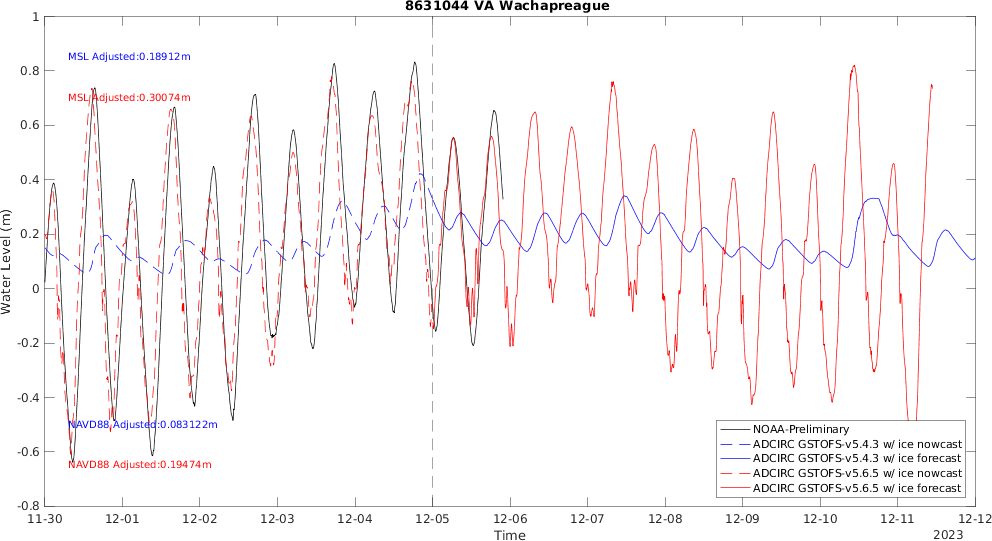 8631044 VA Wachapreague
1
0.8
0.6
0.4
0.2
0
-0.2
-0.4
-0.6
-0.8
Water Level (m)
MSL Adjusted:0.18912m
MSL Adjusted:0.30074m
NAVD88 Adjusted:0.083122m
NAVD88 Adjusted:0.19474m
NOAA-Preliminary
ADCIRC GSTOFS-v5.4.3 w/ ice nowcast
ADCIRC GSTOFS-v5.4.3 w/ ice forecast
ADCIRC GSTOFS-v5.6.5 w/ ice nowcast
ADCIRC GSTOFS-v5.6.5 w/ ice forecast
11-30 12-01 12-02 12-03 12-04 12-05 12-06 12-07 12-08 12-09 12-10 12-11 12-12
Time
2023